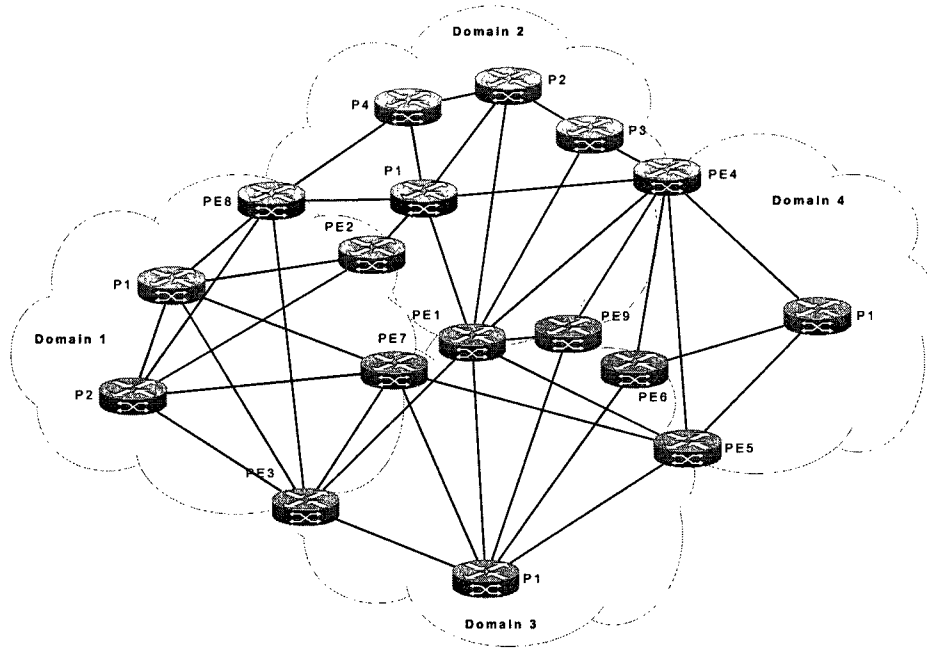 Domain 2
P2
P4
P3
P1
PE4
PE8
Domain 4
PE2
P1
PE1
PE9
P1
Domain 1
PE7
P2
PE6
PE5
PE3
P1
Domain 3